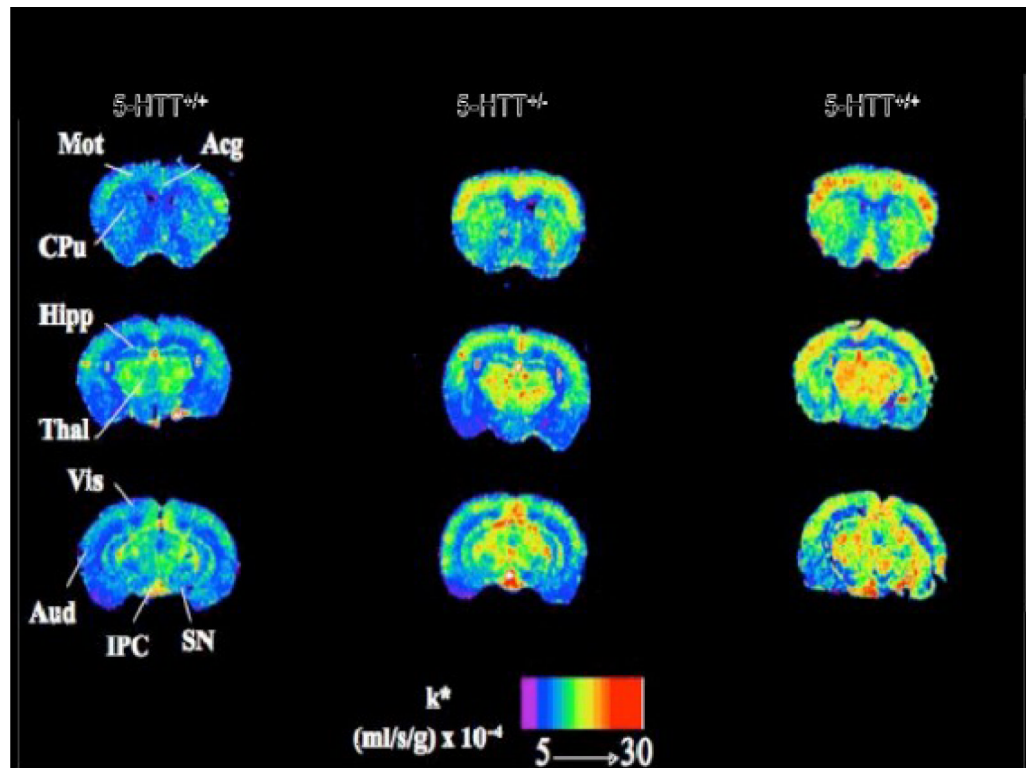 5-HTT+/+ 5-HTT+/- 5-HTT+/+
Mot Acg
CPu
Hipp
Thal
Vis
Aud
IPC SN
k*
(ml/s/g) x 10⁻⁴
5 → 30